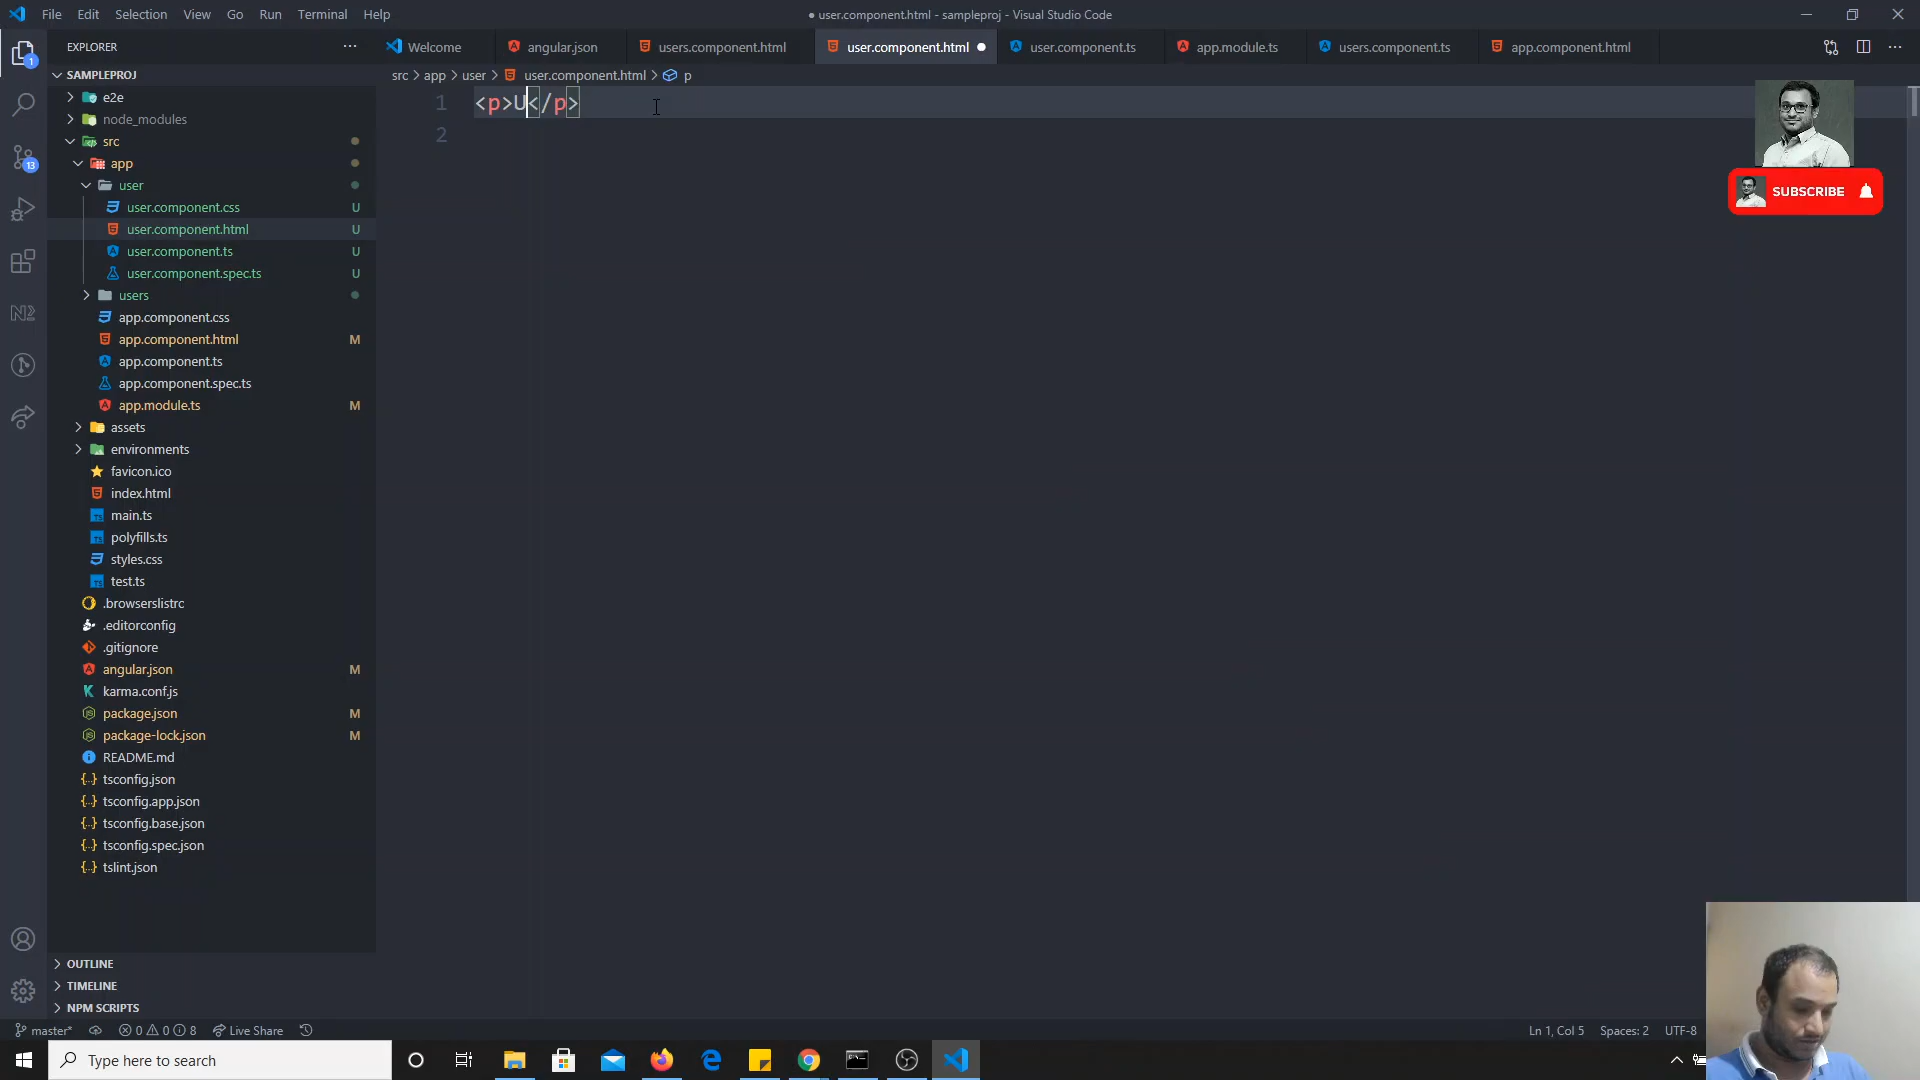 File Edit Selection View Go Run Terminal Help
● user.component.html - sampleproj - Visual Studio Code
EXPLORER
Welcome
angular.json
users.component.html
user.component.html
user.component.ts
app.module.ts
users.component.ts
app.component.html
src > app > user > user.component.html > p
SAMPLEPROJ
e2e
node_modules
src
app
user
user.component.css U
user.component.html U
user.component.ts U
user.component.spec.ts U
users
app.component.css
app.component.html M
app.component.ts
app.component.spec.ts
app.module.ts M
assets
environments
favicon.ico
index.html
main.ts
polyfills.ts
styles.css
test.ts
.browserslistrc
.editorconfig
.gitignore
angular.json M
karma.conf.js
package.json M
package-lock.json M
README.md
tsconfig.json
tsconfig.app.json
tsconfig.base.json
tsconfig.spec.json
tslint.json
OUTLINE
TIMELINE
NPM SCRIPTS
1 <p>U</p>
2
SUBSCRIBE
1
13
master* 0 0 8 Live Share
Ln 1, Col 5 Spaces: 2 UTF-8
Type here to search